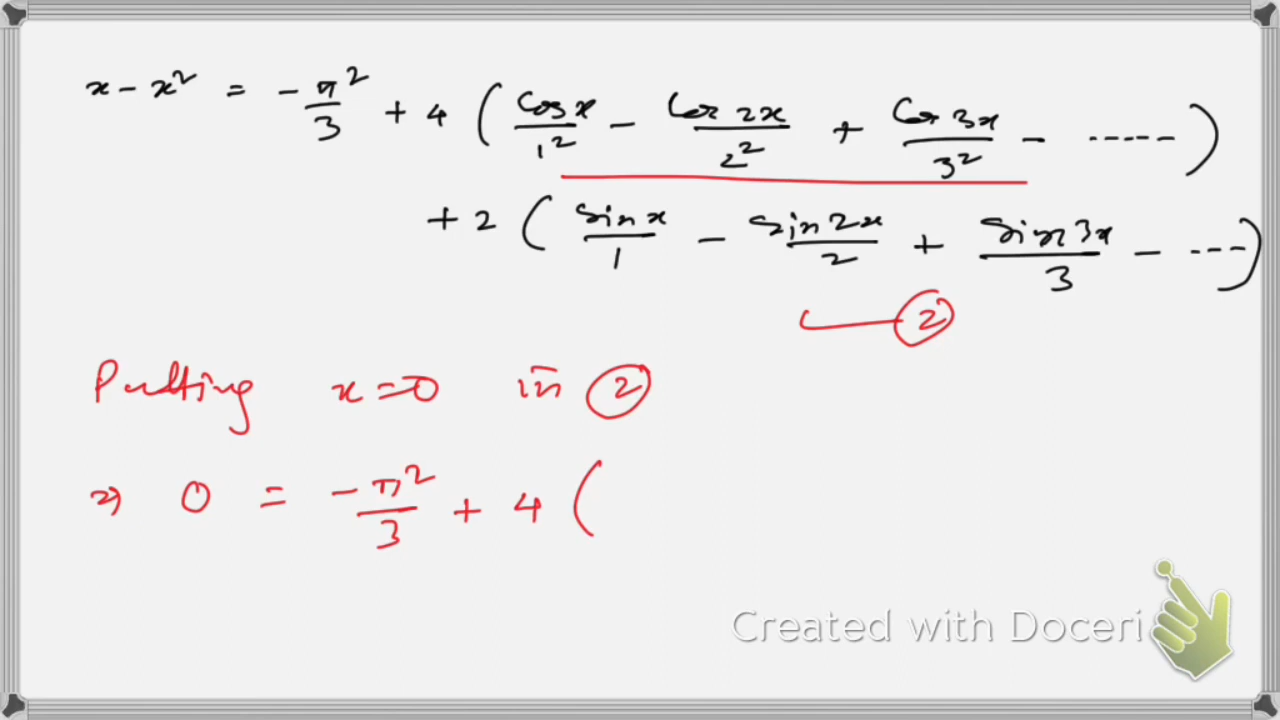 x - x² = - π²/3 + 4 ( Cos x/1² - Cos 2x/2² + Cos 3x/3² - ----- )
+ 2 ( Sin x/1 - Sin 2x/2 + Sin 3x/3 - ---- )
②
Putting x = 0 in ②
⇒ 0 = - π²/3 + 4 (
Created with Doceri